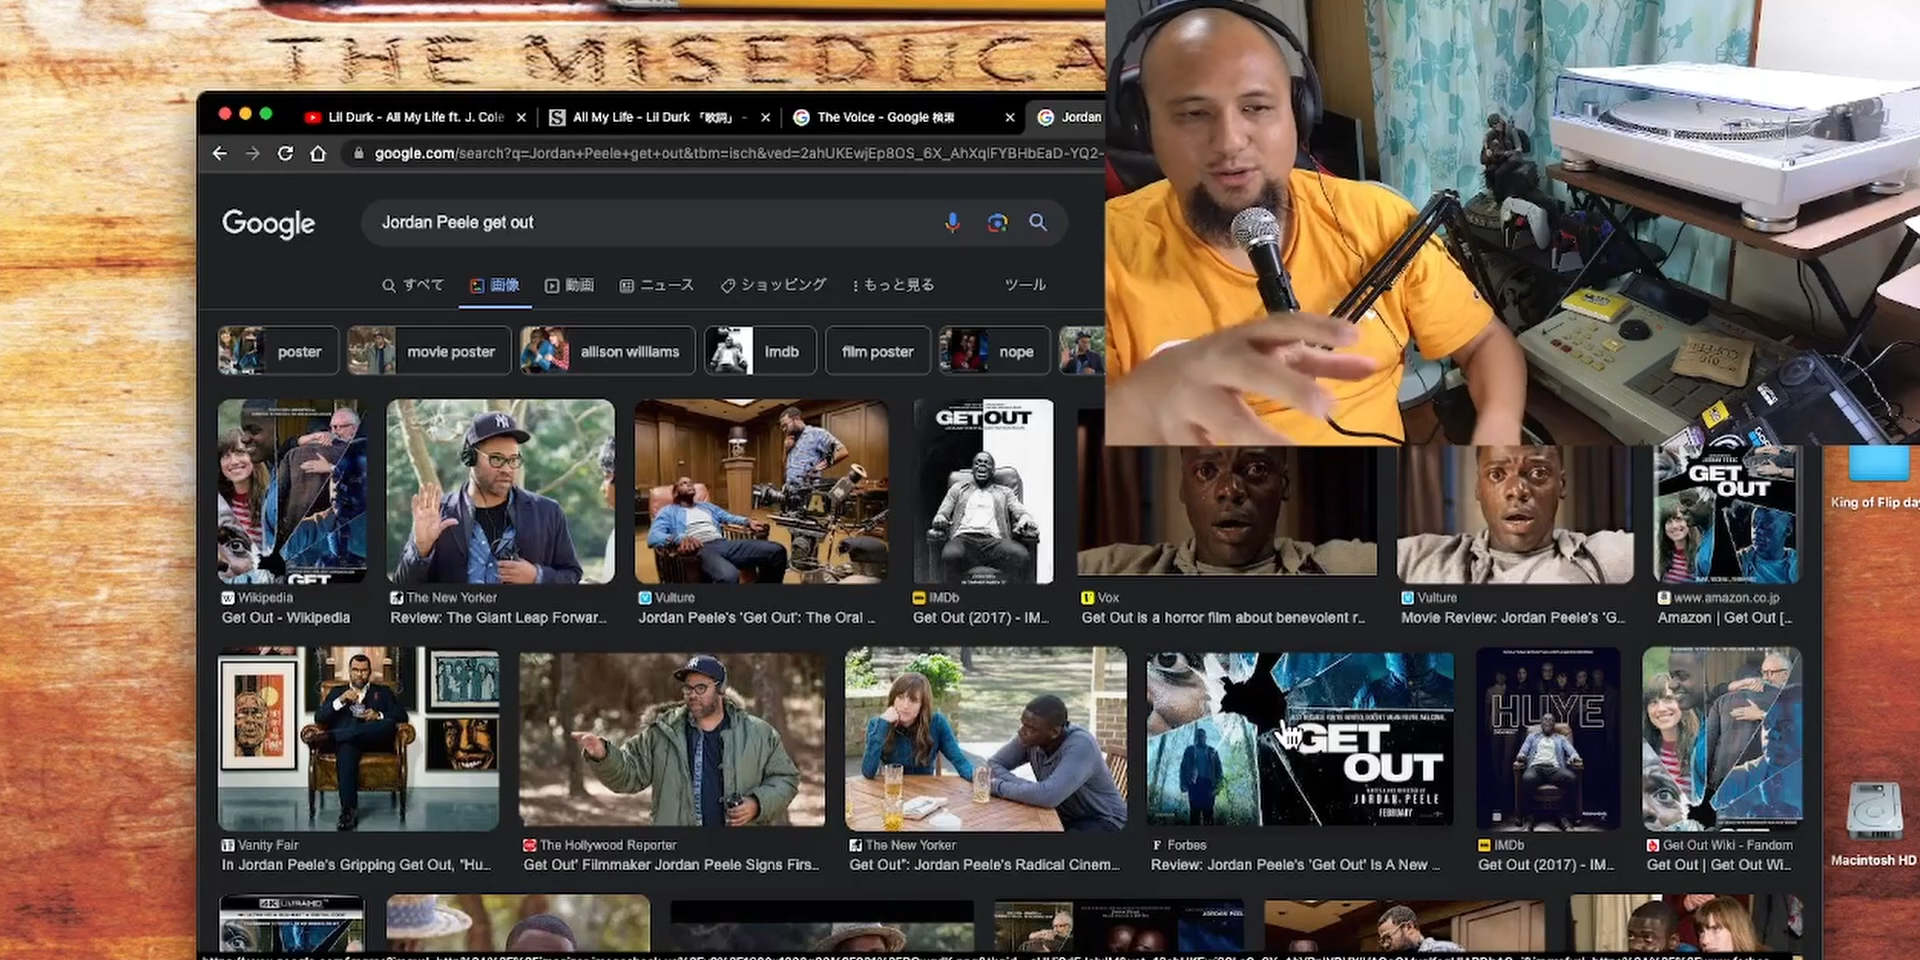 THE MISEDUCA
Lil Durk - All My Life ft. J. Cole
All My Life - Lil Durk 「歌詞」 -
The Voice - Google 検索
Jordan
google.com/search?q=Jordan+Peele+get+out&tbm=isch&ved=2ahUKEwjEp8OS_6X_AhXqlFYBHbEaD-YQ2-
Google
Jordan Peele get out
すべて
画像
動画
ニュース
ショッピング
もっと見る
ツール
poster
movie poster
allison williams
imdb
film poster
nope
GET OUT
GET OUT
GET
Wikipedia
Get Out - Wikipedia
The New Yorker
Review: The Giant Leap Forwar...
Vulture
Jordan Peele's 'Get Out': The Oral ...
IMDb
Get Out (2017) - IM...
Vox
Get Out is a horror film about benevolent r...
Vulture
Movie Review: Jordan Peele's 'G...
www.amazon.co.jp
Amazon | Get Out [...
King of Flip da
HUYE
GET
OUT
JORDAN PEELE
FEBRUARY
Vanity Fair
In Jordan Peele's Gripping Get Out, "Hu...
The Hollywood Reporter
Get Out' Filmmaker Jordan Peele Signs Firs...
The New Yorker
Get Out": Jordan Peele's Radical Cinem...
Forbes
Review: Jordan Peele's 'Get Out' Is A New ...
IMDb
Get Out (2017) - IM...
Get Out Wiki - Fandom
Get Out | Get Out Wi...
Macintosh HD
4K ULTRAHD